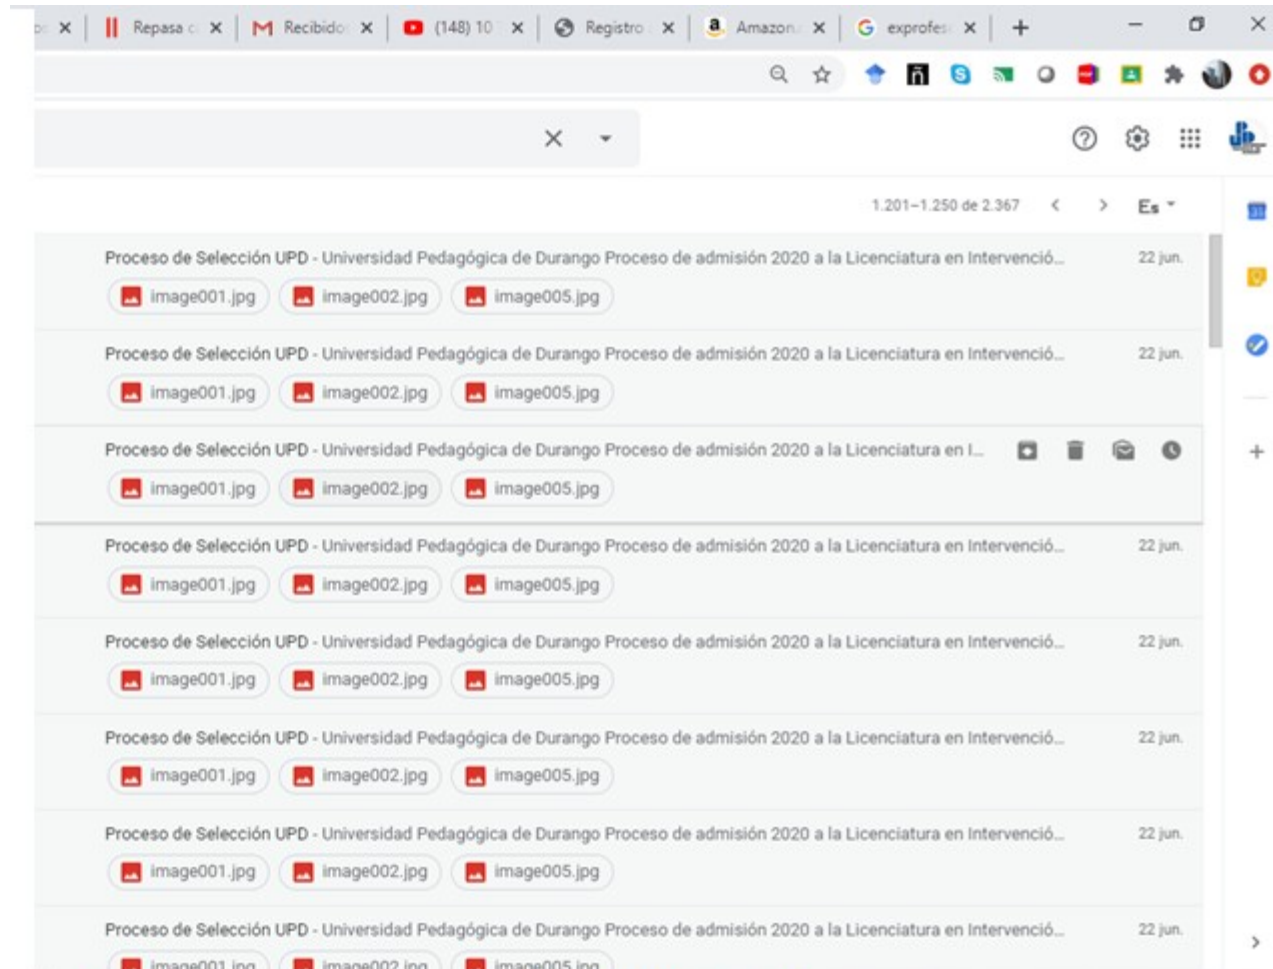 Repasa c Recibido (148) 10 Registro Amazon. exprofes
1.201–1.250 de 2.367 Es
Proceso de Selección UPD - Universidad Pedagógica de Durango Proceso de admisión 2020 a la Licenciatura en Intervenció... 22 jun.
image001.jpg image002.jpg image005.jpg
Proceso de Selección UPD - Universidad Pedagógica de Durango Proceso de admisión 2020 a la Licenciatura en Intervenció... 22 jun.
image001.jpg image002.jpg image005.jpg
Proceso de Selección UPD - Universidad Pedagógica de Durango Proceso de admisión 2020 a la Licenciatura en I...
image001.jpg image002.jpg image005.jpg
Proceso de Selección UPD - Universidad Pedagógica de Durango Proceso de admisión 2020 a la Licenciatura en Intervenció... 22 jun.
image001.jpg image002.jpg image005.jpg
Proceso de Selección UPD - Universidad Pedagógica de Durango Proceso de admisión 2020 a la Licenciatura en Intervenció... 22 jun.
image001.jpg image002.jpg image005.jpg
Proceso de Selección UPD - Universidad Pedagógica de Durango Proceso de admisión 2020 a la Licenciatura en Intervenció... 22 jun.
image001.jpg image002.jpg image005.jpg
Proceso de Selección UPD - Universidad Pedagógica de Durango Proceso de admisión 2020 a la Licenciatura en Intervenció... 22 jun.
image001.jpg image002.jpg image005.jpg
Proceso de Selección UPD - Universidad Pedagógica de Durango Proceso de admisión 2020 a la Licenciatura en Intervenció... 22 jun.
image001.jpg image002.jpg image005.jpg